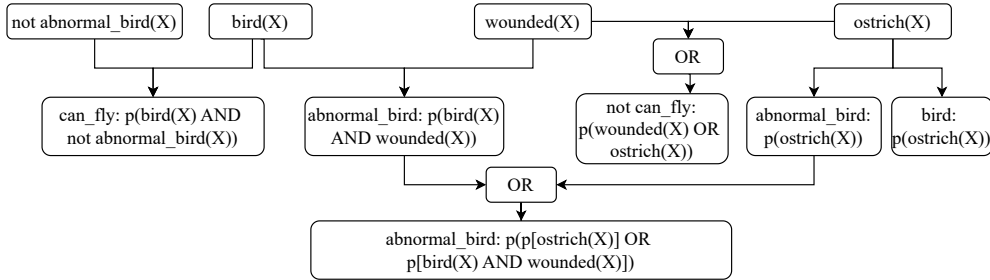 not abnormal_bird(X)
bird(X)
wounded(X)
ostrich(X)
OR
can_fly: p(bird(X) AND
not abnormal_bird(X))
abnormal_bird: p(bird(X)
AND wounded(X))
not can_fly:
p(wounded(X) OR
ostrich(X))
abnormal_bird:
p(ostrich(X))
bird:
p(ostrich(X))
OR
abnormal_bird: p(p[ostrich(X)] OR
p[bird(X) AND wounded(X)])